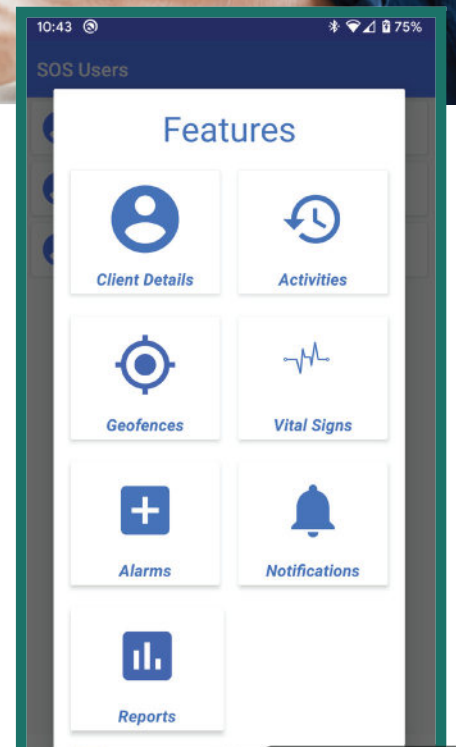 10:43 75%
SOS Users
Features
Client Details Activities
Geofences Vital Signs
Alarms Notifications
Reports